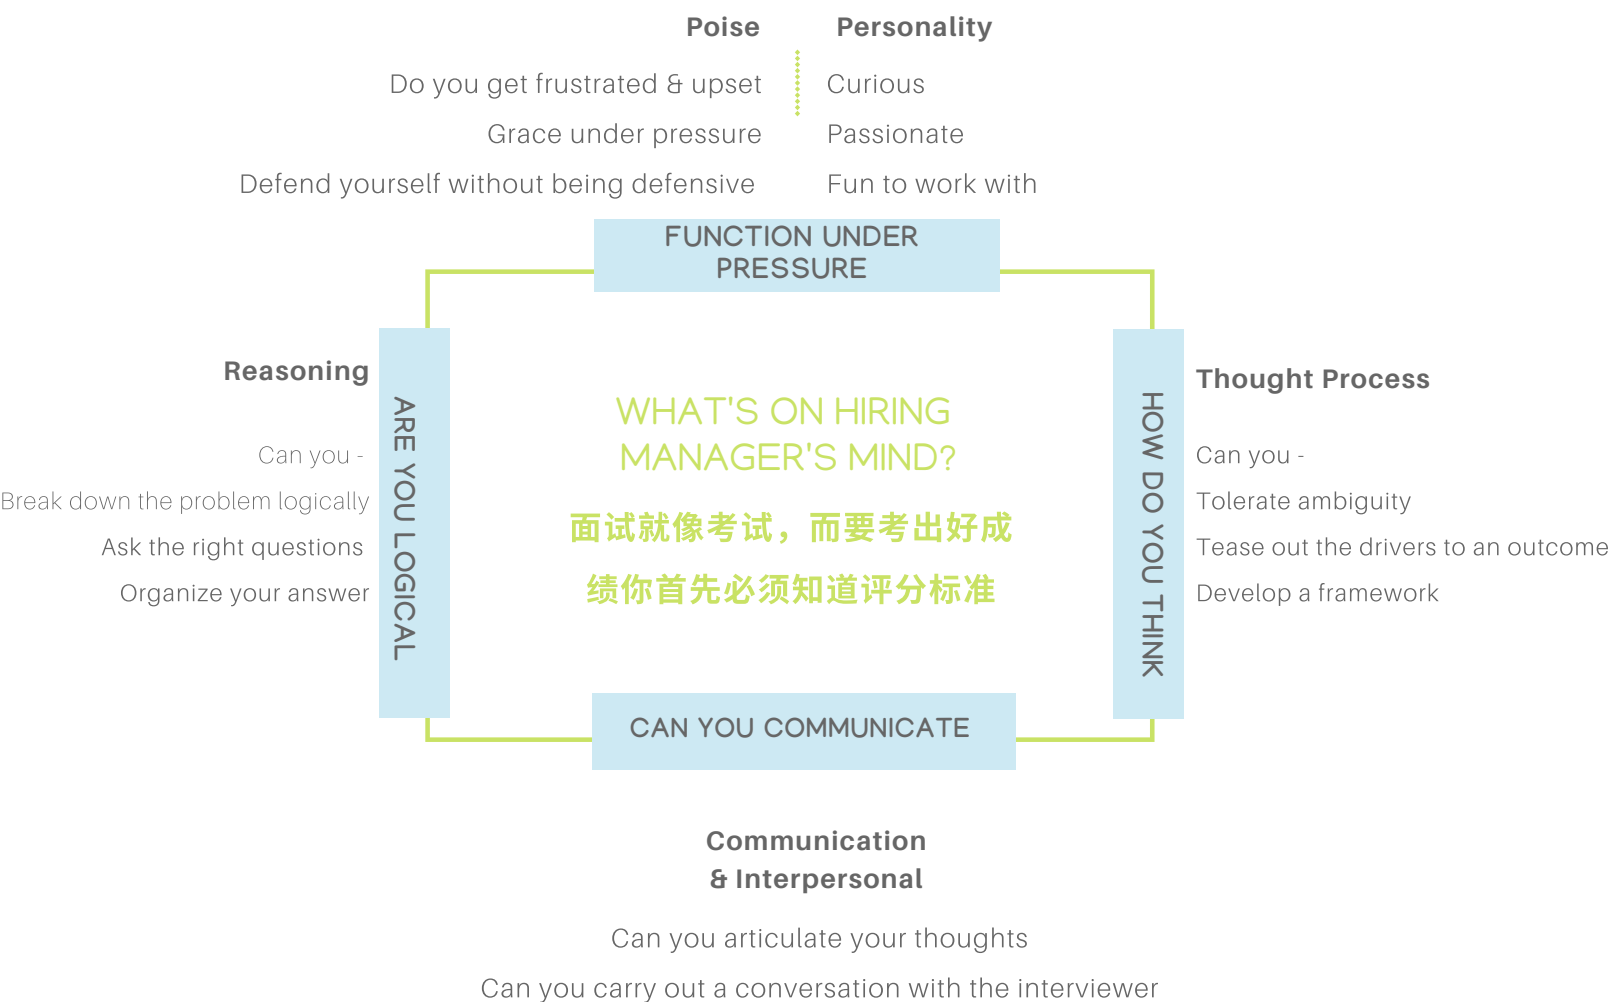 Poise
Do you get frustrated & upset
Grace under pressure
Defend yourself without being defensive
Personality
Curious
Passionate
Fun to work with
FUNCTION UNDER
PRESSURE
Reasoning
Can you -
Break down the problem logically
Ask the right questions
Organize your answer
ARE YOU LOGICAL
WHAT'S ON HIRING
MANAGER'S MIND?
面试就像考试，而要考出好成
绩你首先必须知道评分标准
HOW DO YOU THINK
Thought Process
Can you -
Tolerate ambiguity
Tease out the drivers to an outcome
Develop a framework
CAN YOU COMMUNICATE
Communication
& Interpersonal
Can you articulate your thoughts
Can you carry out a conversation with the interviewer